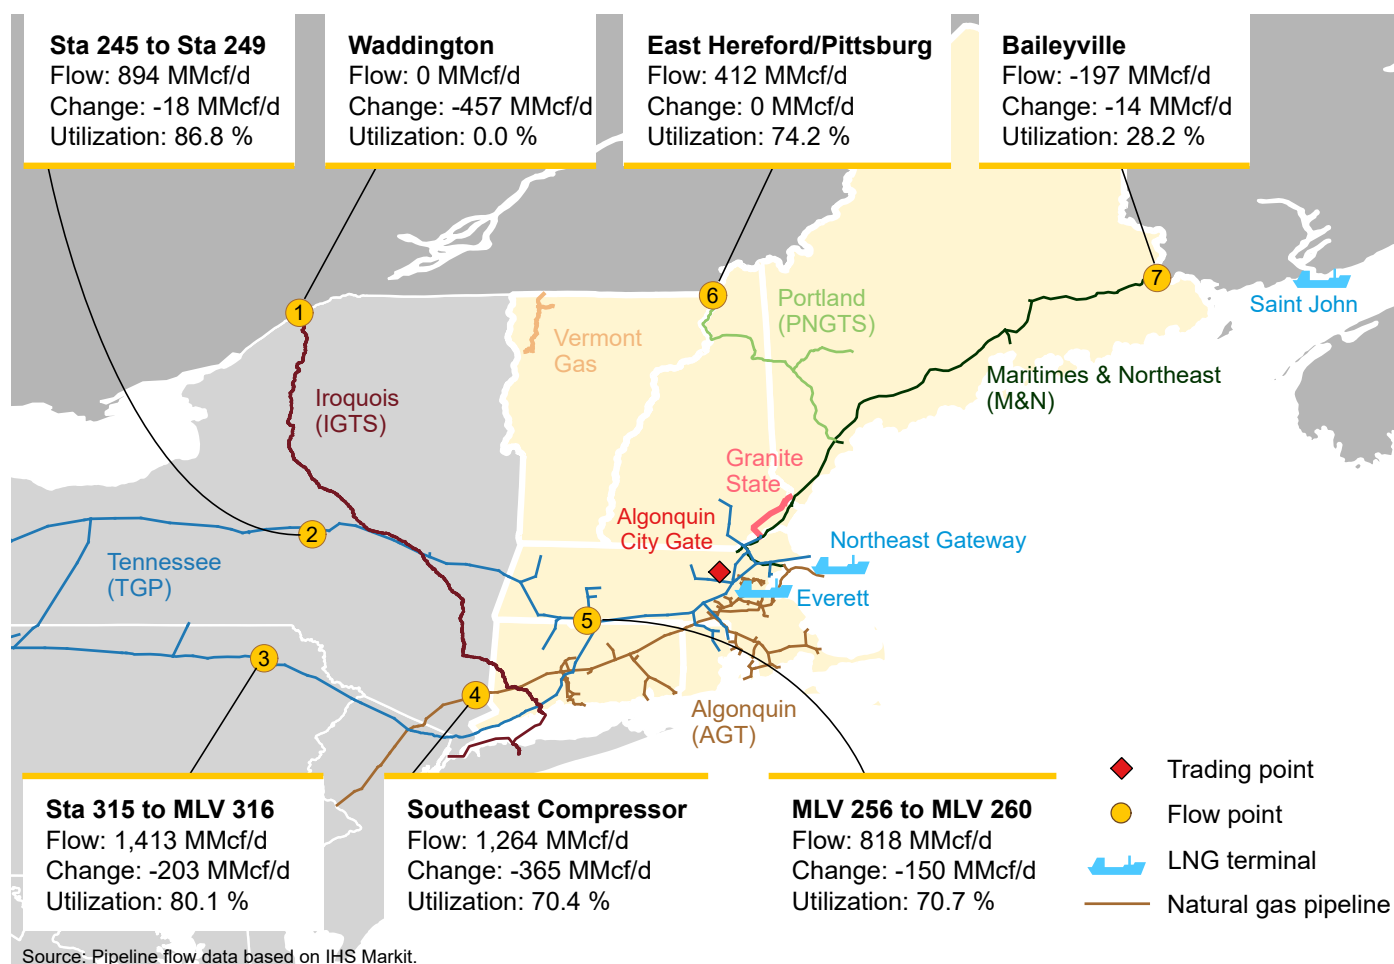 Sta 245 to Sta 249
Flow: 894 MMcf/d
Change: -18 MMcf/d
Utilization: 86.8 %
Waddington
Flow: 0 MMcf/d
Change: -457 MMcf/d
Utilization: 0.0 %
East Hereford/Pittsburg
Flow: 412 MMcf/d
Change: 0 MMcf/d
Utilization: 74.2 %
Baileyville
Flow: -197 MMcf/d
Change: -14 MMcf/d
Utilization: 28.2 %
1
6
7
Portland
(PNGTS)
Saint John
Vermont
Gas
Iroquois
(IGTS)
Maritimes & Northeast
(M&N)
Granite
State
Algonquin
City Gate
2
Northeast Gateway
Tennessee
(TGP)
Everett
5
3
4
Algonquin
(AGT)
Sta 315 to MLV 316
Flow: 1,413 MMcf/d
Change: -203 MMcf/d
Utilization: 80.1 %
Southeast Compressor
Flow: 1,264 MMcf/d
Change: -365 MMcf/d
Utilization: 70.4 %
MLV 256 to MLV 260
Flow: 818 MMcf/d
Change: -150 MMcf/d
Utilization: 70.7 %
Trading point
Flow point
LNG terminal
Natural gas pipeline
Source: Pipeline flow data based on IHS Markit.